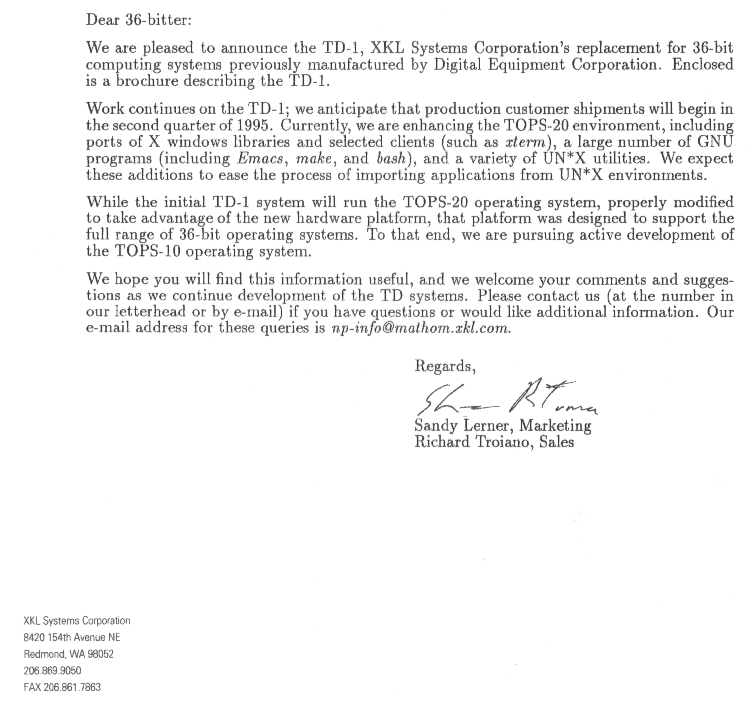 Dear 36-bitter:
We are pleased to announce the TD-1, XKL Systems Corporation's replacement for 36-bit
computing systems previously manufactured by Digital Equipment Corporation. Enclosed
is a brochure describing the TD-1.
Work continues on the TD-1; we anticipate that production customer shipments will begin in
the second quarter of 1995. Currently, we are enhancing the TOPS-20 environment, including
ports of X windows libraries and selected clients (such as xterm), a large number of GNU
programs (including Emacs, make, and bash), and a variety of UN*X utilities. We expect
these additions to ease the process of importing applications from UN*X environments.
While the initial TD-1 system will run the TOPS-20 operating system, properly modified
to take advantage of the new hardware platform, that platform was designed to support the
full range of 36-bit operating systems. To that end, we are pursuing active development of
the TOPS-10 operating system.
We hope you will find this information useful, and we welcome your comments and sugges-
tions as we continue development of the TD systems. Please contact us (at the number in
our letterhead or by e-mail) if you have questions or would like additional information. Our
e-mail address for these queries is np-info@mathom.xkl.com.
Regards,
Sandy Lerner, Marketing
Richard Troiano, Sales
XKL Systems Corporation
8420 154th Avenue NE
Redmond, WA 98052
206.869.9050
FAX 206.861.7863